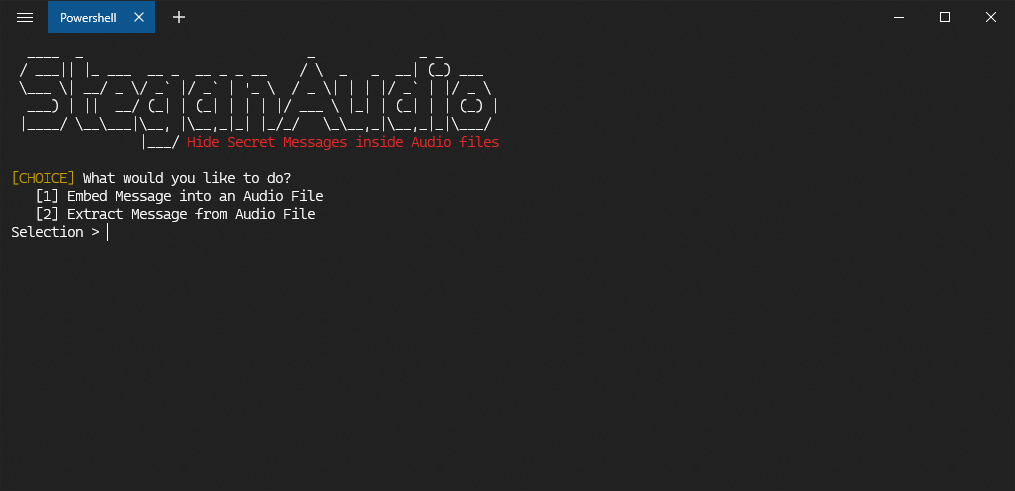 Powershell
SteganAudio
Hide Secret Messages inside Audio files
[CHOICE] What would you like to do?
[1] Embed Message into an Audio File
[2] Extract Message from Audio File
Selection >